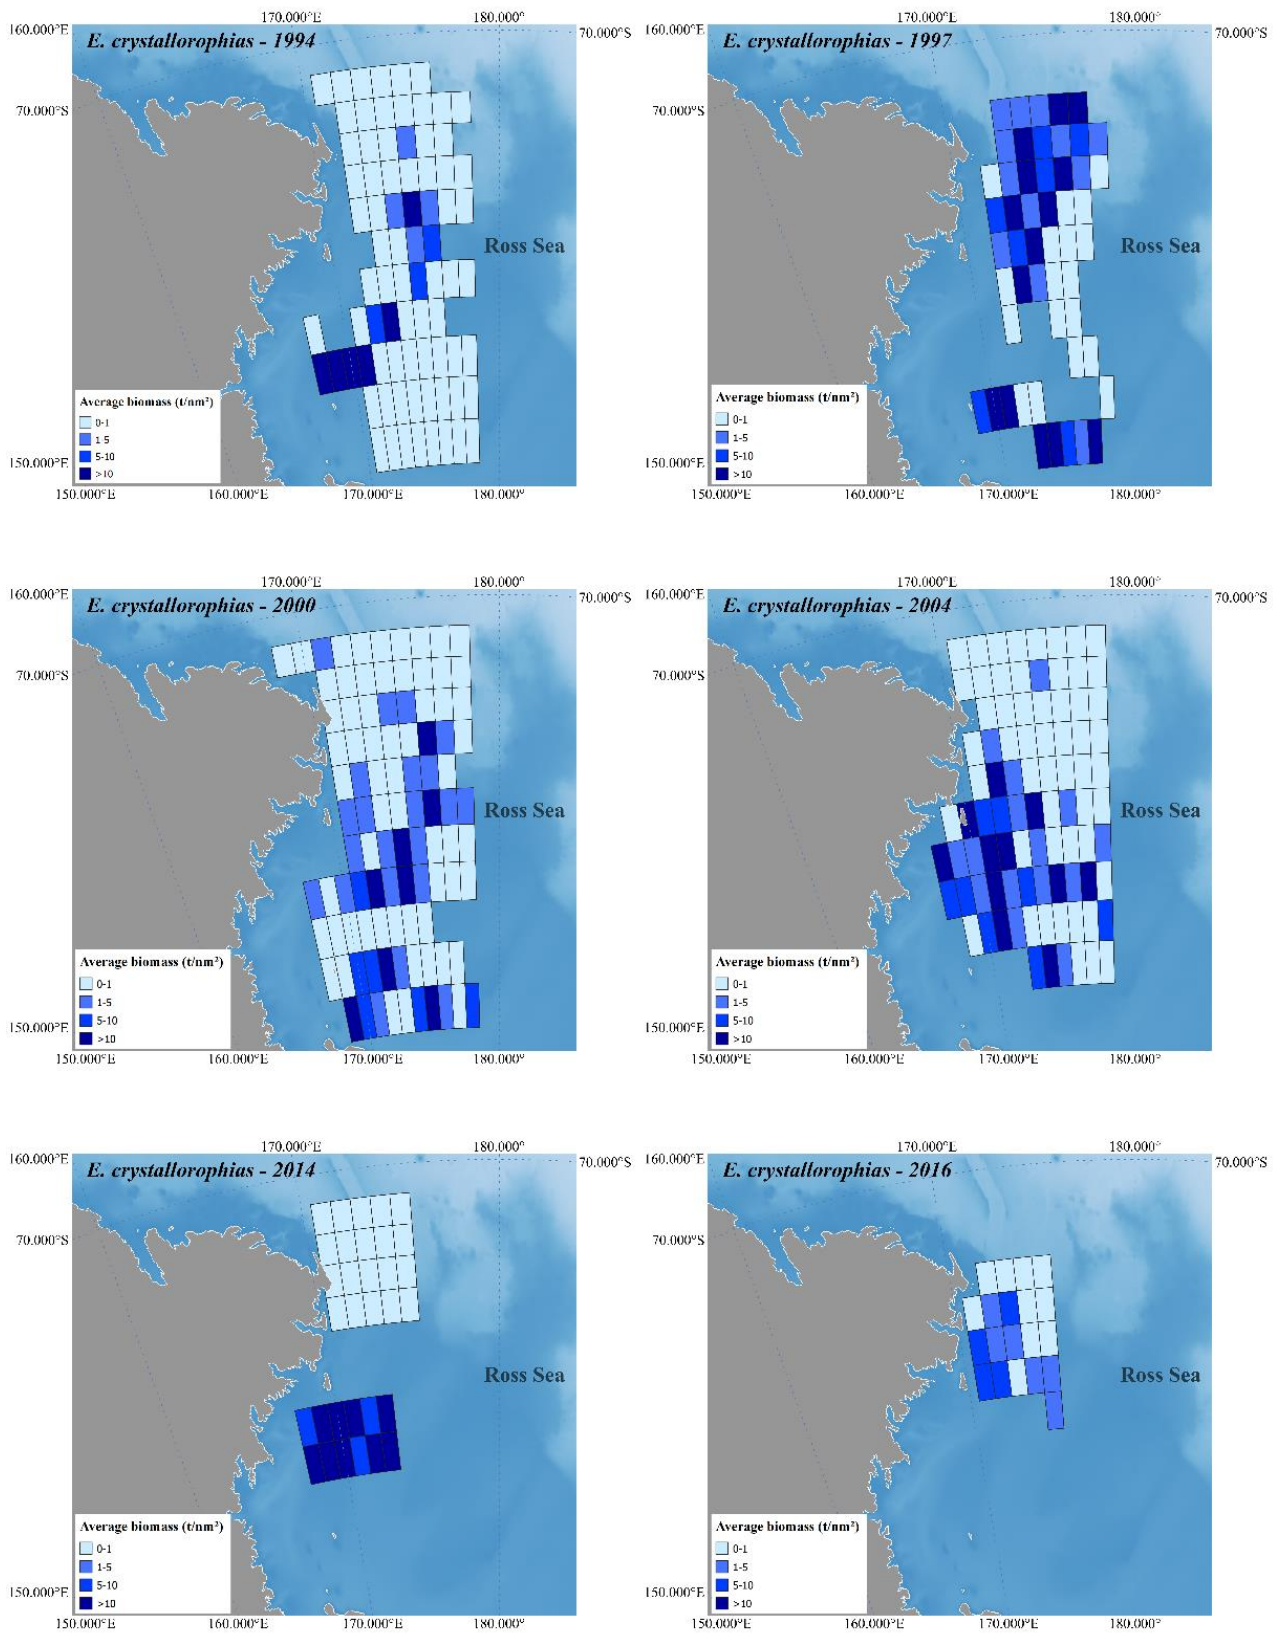 170.000°E 180.000°
160.000°E E. crystallorophias - 1994 70.000°S
70.000°S
Ross Sea
Average biomass (t/nm²)
0-1
1-5
5-10
>10
150.000°E
150.000°E 160.000°E 170.000°E 180.000°
170.000°E 180.000°
160.000°E E. crystallorophias - 1997 70.000°S
70.000°S
Ross Sea
Average biomass (t/nm²)
0-1
1-5
5-10
>10
150.000°E
150.000°E 160.000°E 170.000°E 180.000°
170.000°E 180.000°
160.000°E E. crystallorophias - 2000 70.000°S
70.000°S
Ross Sea
Average biomass (t/nm²)
0-1
1-5
5-10
>10
150.000°E
150.000°E 160.000°E 170.000°E 180.000°
170.000°E 180.000°
160.000°E E. crystallorophias - 2004 70.000°S
70.000°S
Ross Sea
Average biomass (t/nm²)
0-1
1-5
5-10
>10
150.000°E
150.000°E 160.000°E 170.000°E 180.000°
170.000°E 180.000°
160.000°E E. crystallorophias - 2014 70.000°S
70.000°S
Ross Sea
Average biomass (t/nm²)
0-1
1-5
5-10
>10
150.000°E
150.000°E 160.000°E 170.000°E 180.000°
170.000°E 180.000°
160.000°E E. crystallorophias - 2016 70.000°S
70.000°S
Ross Sea
Average biomass (t/nm²)
0-1
1-5
5-10
>10
150.000°E
150.000°E 160.000°E 170.000°E 180.000°